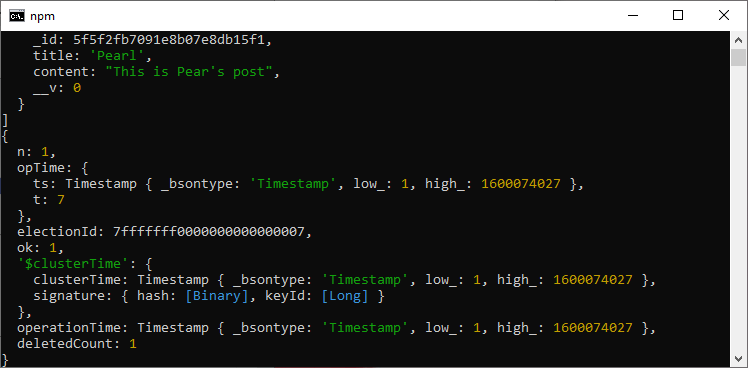 npm
_id: 5f5f2fb7091e8b07e8db15f1,
title: 'Pearl',
content: "This is Pear's post",
__v: 0
}
]
{
n: 1,
opTime: {
ts: Timestamp { _bsontype: 'Timestamp', low_: 1, high_: 1600074027 },
t: 7
},
electionId: 7fffffff0000000000000007,
ok: 1,
'$clusterTime': {
clusterTime: Timestamp { _bsontype: 'Timestamp', low_: 1, high_: 1600074027 },
signature: { hash: [Binary], keyId: [Long] }
},
operationTime: Timestamp { _bsontype: 'Timestamp', low_: 1, high_: 1600074027 },
deletedCount: 1
}